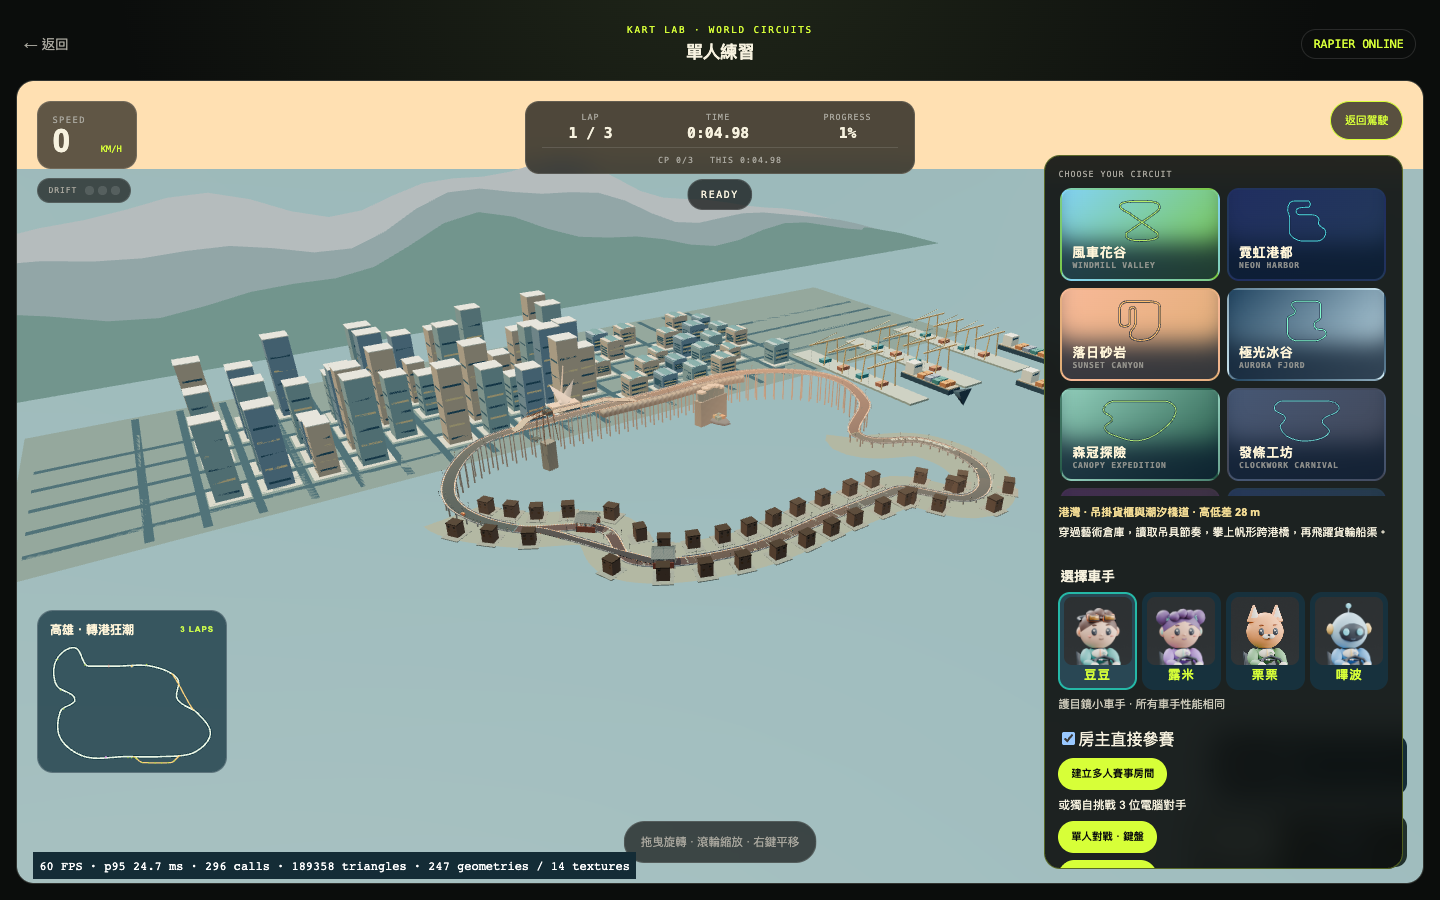 ← 返回
KART LAB · WORLD CIRCUITS
單人練習
RAPIER ONLINE
SPEED
0
KM/H
DRIFT
LAP
TIME
PROGRESS
1 / 3
0:04.98
1%
CP 0/3 THIS 0:04.98
READY
返回駕駛
CHOOSE YOUR CIRCUIT
風車花谷
WINDMILL VALLEY
霓虹港都
NEON HARBOR
落日砂岩
SUNSET CANYON
極光冰谷
AURORA FJORD
森冠探險
CANOPY EXPEDITION
發條工坊
CLOCKWORK CARNIVAL
港灣 · 吊掛貨櫃與潮汐棧道 · 高低差 28 m
穿過藝術倉庫，讀取吊具節奏，攀上帆形跨港橋，再飛躍貨輪船渠。
選擇車手
豆豆
露米
栗栗
嗶波
護目鏡小車手 · 所有車手性能相同
房主直接參賽
建立多人賽事房間
或獨自挑戰 3 位電腦對手
單人對戰 · 鍵盤
高雄 · 轉港狂潮
3 LAPS
拖曳旋轉 · 滾輪縮放 · 右鍵平移
60 FPS · p95 24.7 ms · 296 calls · 189358 triangles · 247 geometries / 14 textures